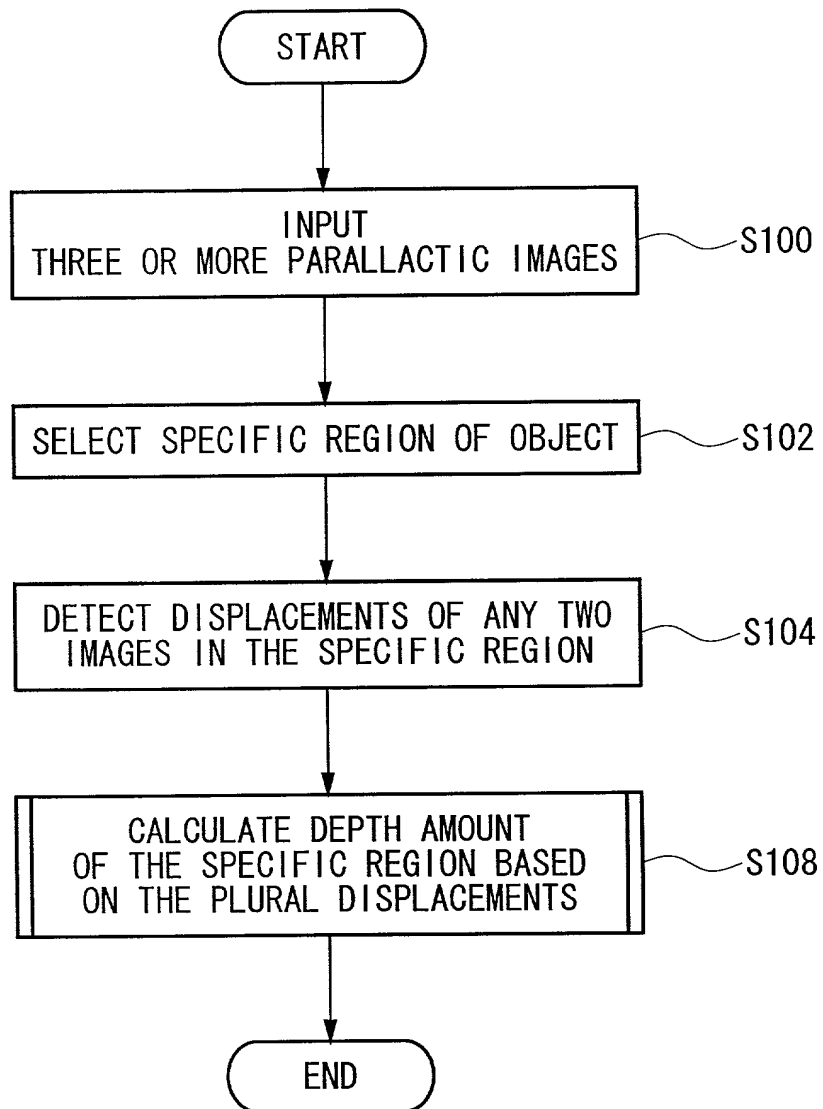 START
INPUT
THREE OR MORE PARALLACTIC IMAGES
S100
SELECT SPECIFIC REGION OF OBJECT
S102
DETECT DISPLACEMENTS OF ANY TWO
IMAGES IN THE SPECIFIC REGION
S104
CALCULATE DEPTH AMOUNT
OF THE SPECIFIC REGION BASED
ON THE PLURAL DISPLACEMENTS
S108
END